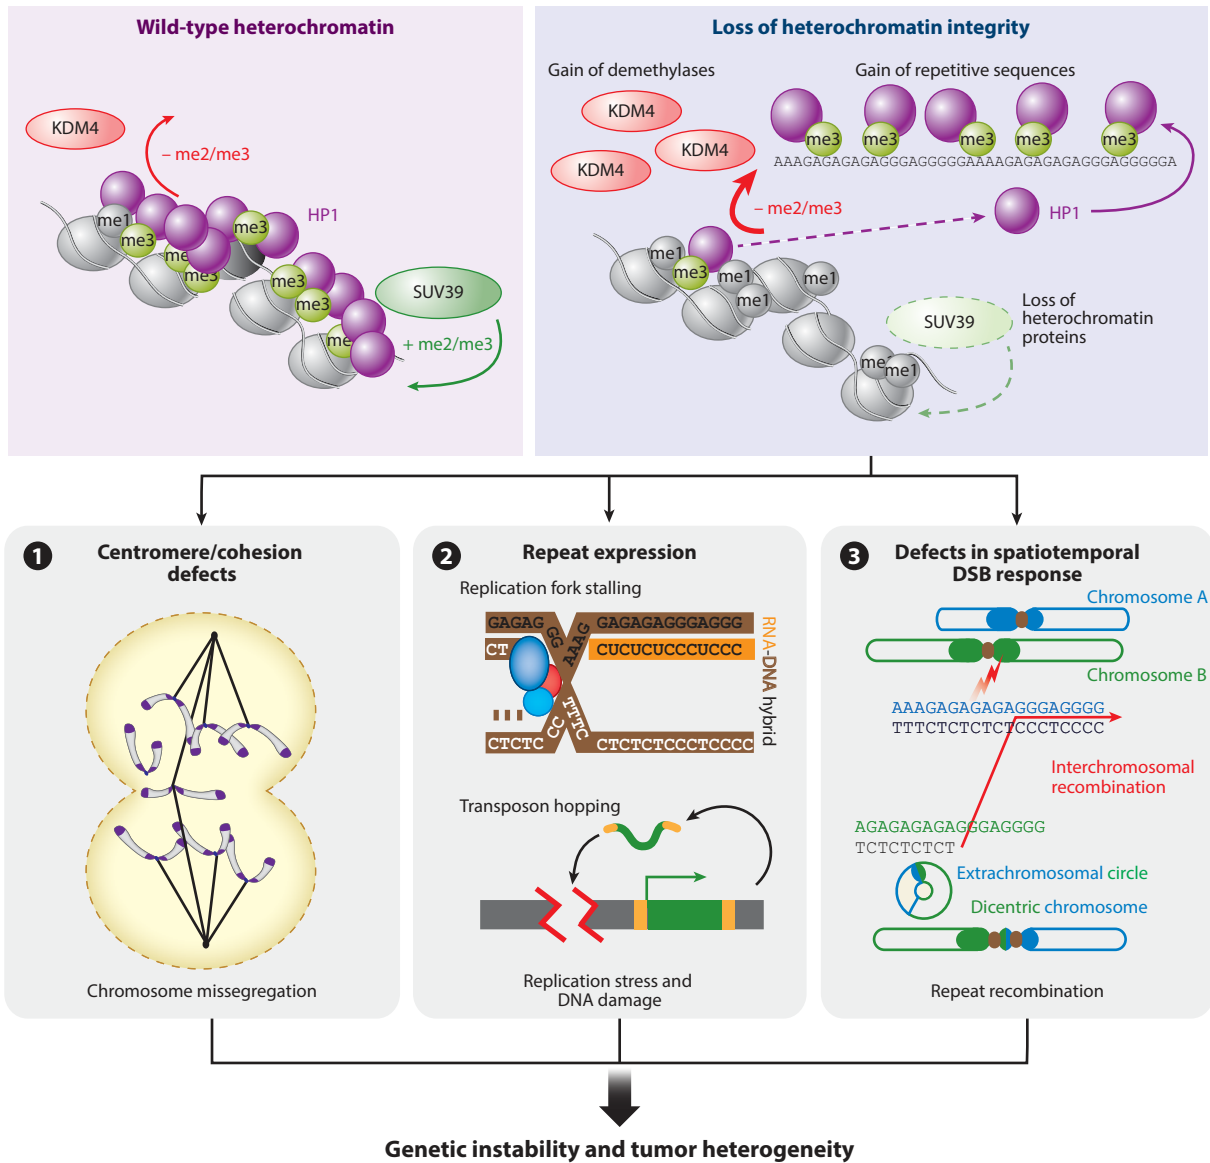 Wild-type heterochromatin
KDM4
– me2/me3
HP1
me1
me3
me3
me
me3
me3
me3
me
SUV39
+ me2/me3
Loss of heterochromatin integrity
Gain of demethylases
Gain of repetitive sequences
KDM4
KDM4
KDM4
me3
me3
me3
me3
me3
AAAGAGAGAGAGGGAGGGGGAAAAGAGAGAGAGGGAGGGGGA
– me2/me3
HP1
me1
me3
me1
me1
me1
SUV39
Loss of
heterochromatin
proteins
me1
me1
1
Centromere/cohesion
defects
Chromosome missegregation
2
Repeat expression
Replication fork stalling
GAGAG
GG
AAAG
GAGAGAGGGAGGG
CT
CUCUCUCCCUCCC
RNA-DNA hybrid
CC
TTTC
CTCTC
CTCTCTCCCTCCCC
Transposon hopping
Replication stress and
DNA damage
3
Defects in spatiotemporal
DSB response
Chromosome A
Chromosome B
AAAGAGAGAGAGGGAGGGG
TTTCTCTCTCTCCCTCCCC
Interchromosomal
recombination
AGAGAGAGAGGGAGGGG
TCTCTCTCT
Extrachromosomal circle
Dicentric chromosome
Repeat recombination
Genetic instability and tumor heterogeneity